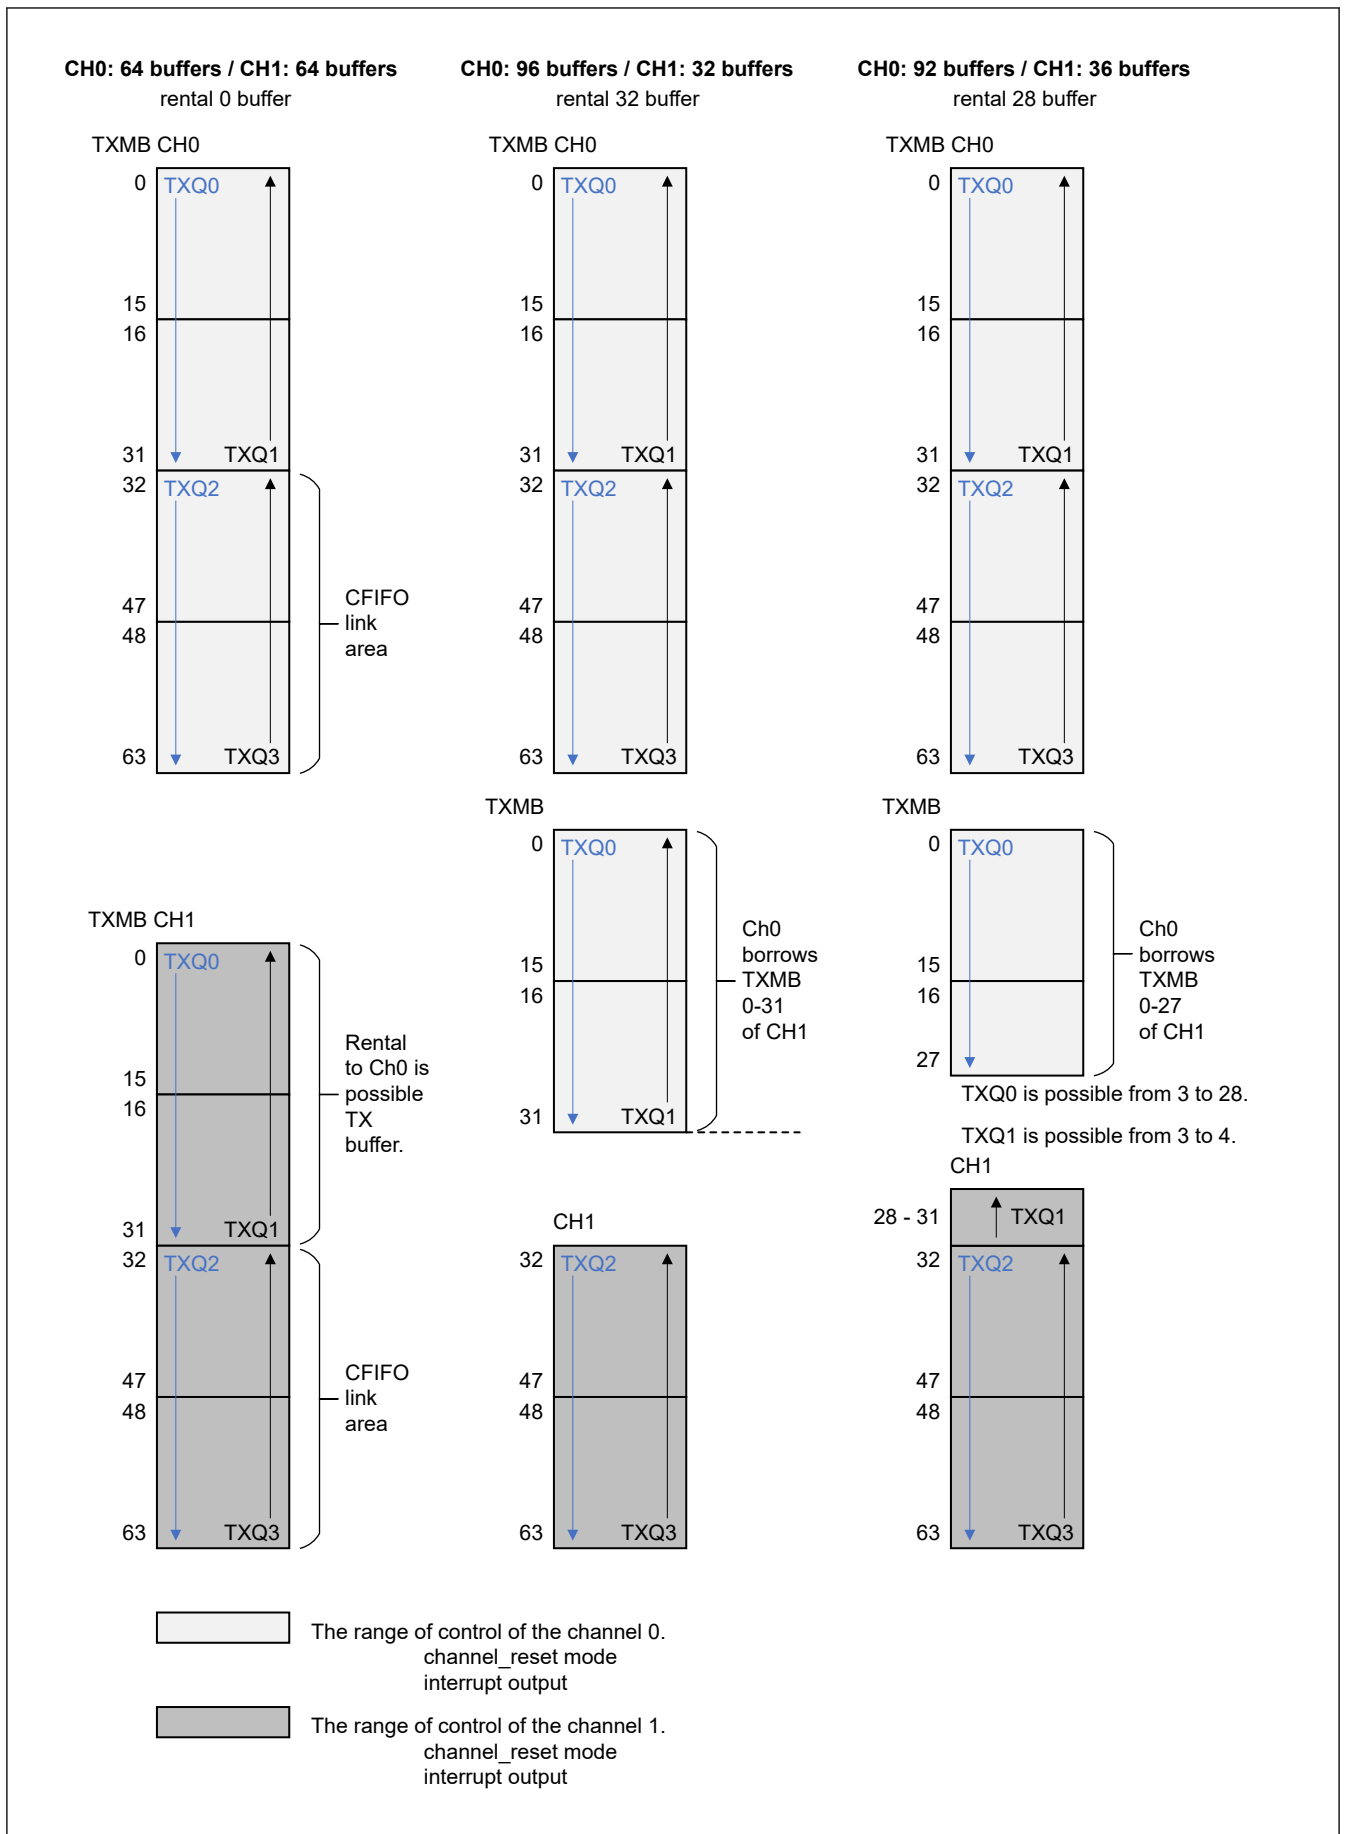 CH0: 64 buffers / CH1: 64 buffers
rental 0 buffer
TXMB CH0
0
TXQ0
15
16
31
TXQ1
32
TXQ2
47
48
63
TXQ3
CFIFO
link
area
TXMB CH1
0
TXQ0
15
16
31
TXQ1
Rental
to Ch0 is
possible
TX
buffer.
32
TXQ2
47
48
63
TXQ3
CFIFO
link
area
CH0: 96 buffers / CH1: 32 buffers
rental 32 buffer
TXMB CH0
0
TXQ0
15
16
31
TXQ1
32
TXQ2
47
48
63
TXQ3
TXMB
0
TXQ0
15
16
31
TXQ1
Ch0
borrows
TXMB
0-31
of CH1
CH1
32
TXQ2
47
48
63
TXQ3
CH0: 92 buffers / CH1: 36 buffers
rental 28 buffer
TXMB CH0
0
TXQ0
15
16
31
TXQ1
32
TXQ2
47
48
63
TXQ3
TXMB
0
TXQ0
15
16
27
Ch0
borrows
TXMB
0-27
of CH1
TXQ0 is possible from 3 to 28.
TXQ1 is possible from 3 to 4.
CH1
28 - 31
TXQ1
32
TXQ2
47
48
63
TXQ3
The range of control of the channel 0.
channel_reset mode
interrupt output
The range of control of the channel 1.
channel_reset mode
interrupt output